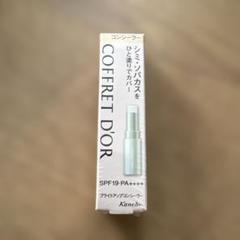 コンシーラー
シミ・ソバカスを
ひと塗りでカバー
COFFRET D'OR
SPF19・PA++++
ブライトアップコンシーラー
Kanebo